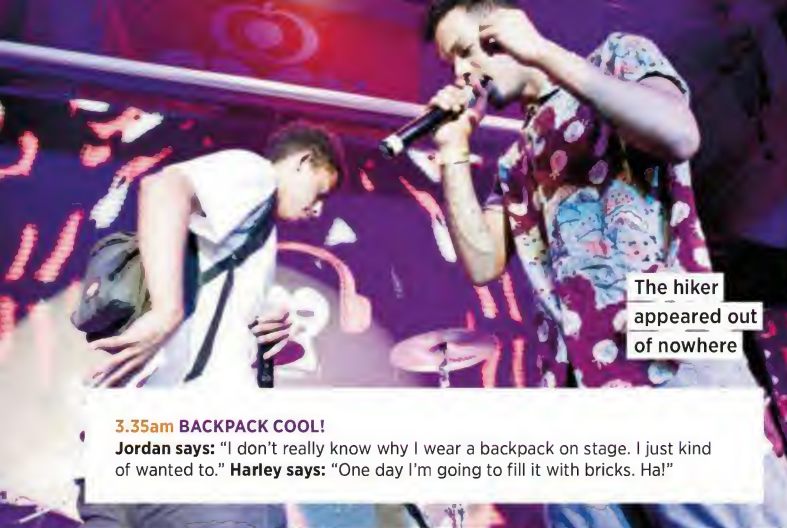 The hiker
appeared out
of nowhere
3.35am BACKPACK COOL!
Jordan says: “I don’t really know why I wear a backpack on stage. I just kind
of wanted to.” Harley says: “One day I’m going to fill it with bricks. Ha!”